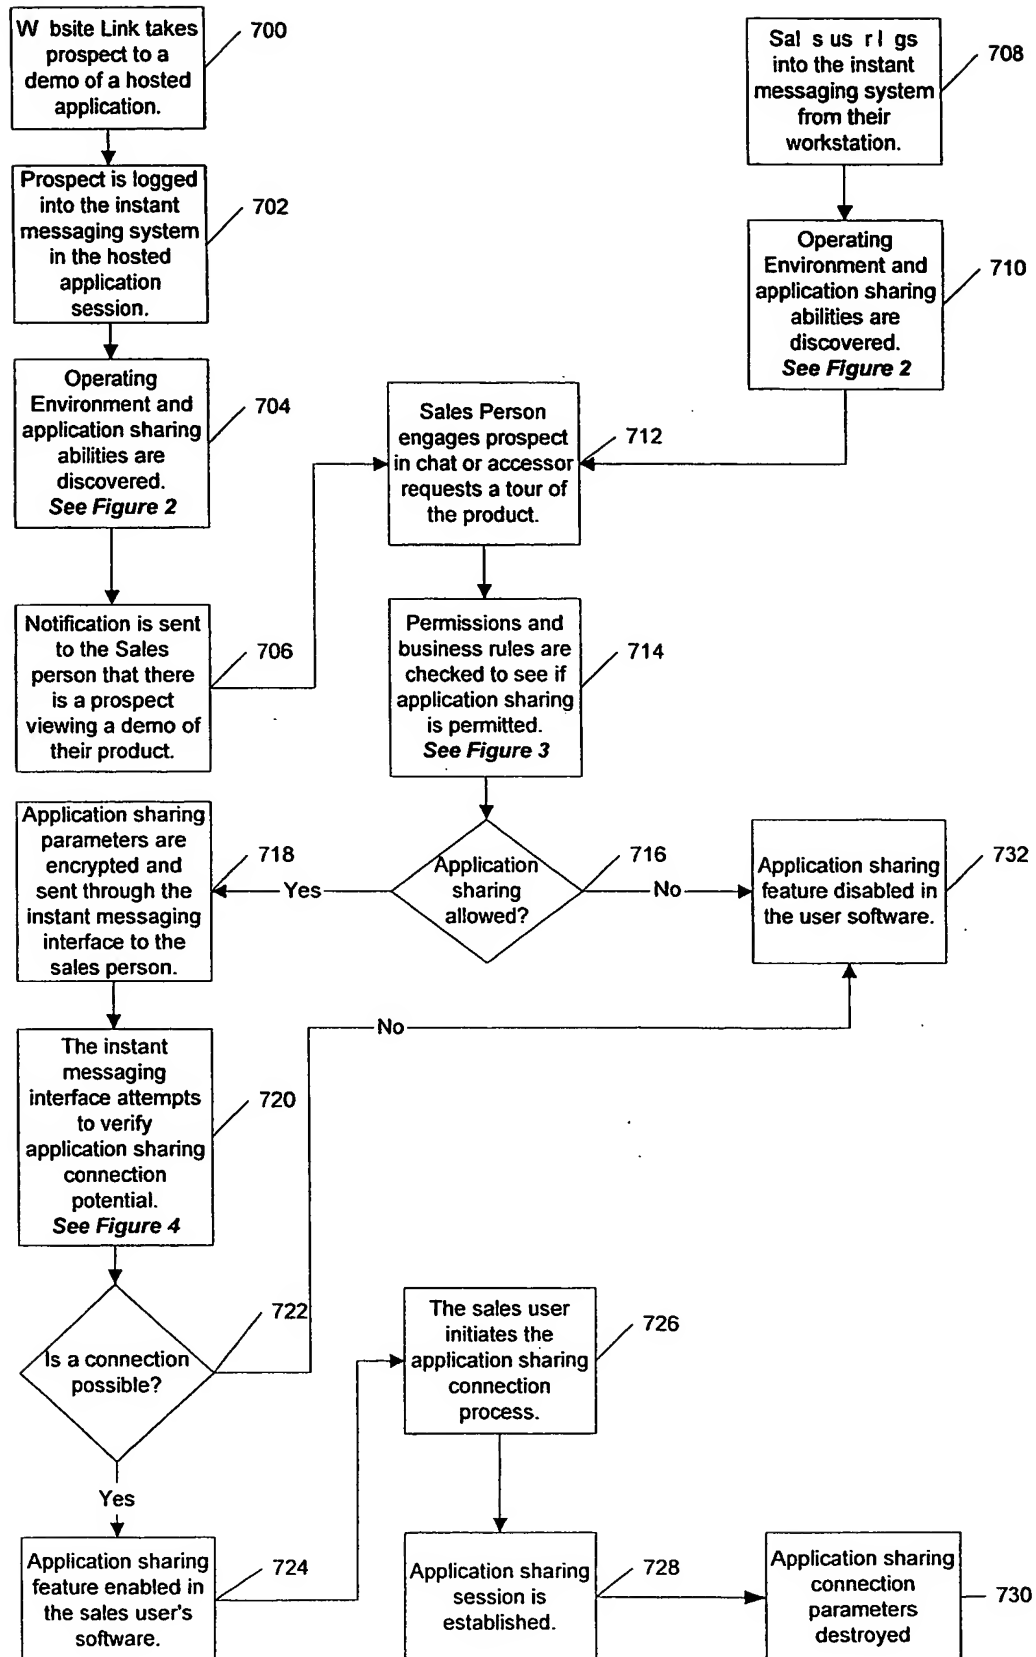 W bsite Link takes
prospect to a
demo of a hosted
application.
700
Prospect is logged
into the instant
messaging system
in the hosted
application
session.
702
Operating
Environment and
application sharing
abilities are
discovered.
See Figure 2
704
Notification is sent
to the Sales
person that there
is a prospect
viewing a demo of
their product.
706
Sal s us r l gs
into the instant
messaging system
from their
workstation.
708
Operating
Environment and
application sharing
abilities are
discovered.
See Figure 2
710
Sales Person
engages prospect
in chat or accessor
requests a tour of
the product.
712
Permissions and
business rules are
checked to see if
application sharing
is permitted.
See Figure 3
714
Application
sharing
allowed?
716
Yes
No
Application sharing
parameters are
encrypted and
sent through the
instant messaging
interface to the
sales person.
718
Application sharing
feature disabled in
the user software.
732
The instant
messaging
interface attempts
to verify
application sharing
connection
potential.
See Figure 4
720
No
Is a connection
possible?
722
Yes
Application sharing
feature enabled in
the sales user's
software.
724
The sales user
initiates the
application sharing
connection
process.
726
Application sharing
session is
established.
728
Application sharing
connection
parameters
destroyed
730